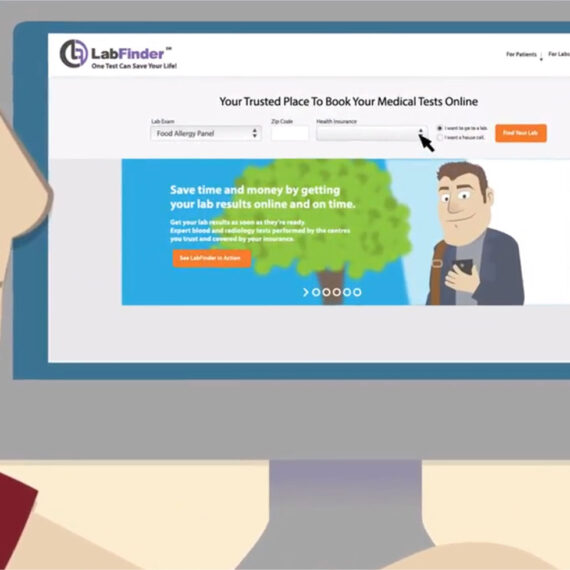 LabFinder™
One Test Can Save Your Life!
For Patients
For Labs
Your Trusted Place To Book Your Medical Tests Online
Lab Exam
Zip Code
Health Insurance
Food Allergy Panel
I want to go to a lab.
I want a house call.
Find Your Lab
Save time and money by getting
your lab results online and on time.
Get your lab results as soon as they're ready.
Expert blood and radiology tests performed by the centres
you trust and covered by your insurance.
See LabFinder in Action